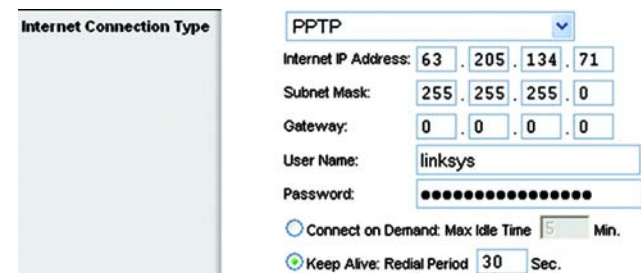 Internet Connection Type
PPTP
Internet IP Address: 63 . 205 . 134 . 71
Subnet Mask: 255 . 255 . 255 . 0
Gateway: 0 . 0 . 0 . 0
User Name: linksys
Password: ●●●●●●●●●●●●●●●●
Connect on Demand: Max Idle Time 5 Min.
Keep Alive: Redial Period 30 Sec.